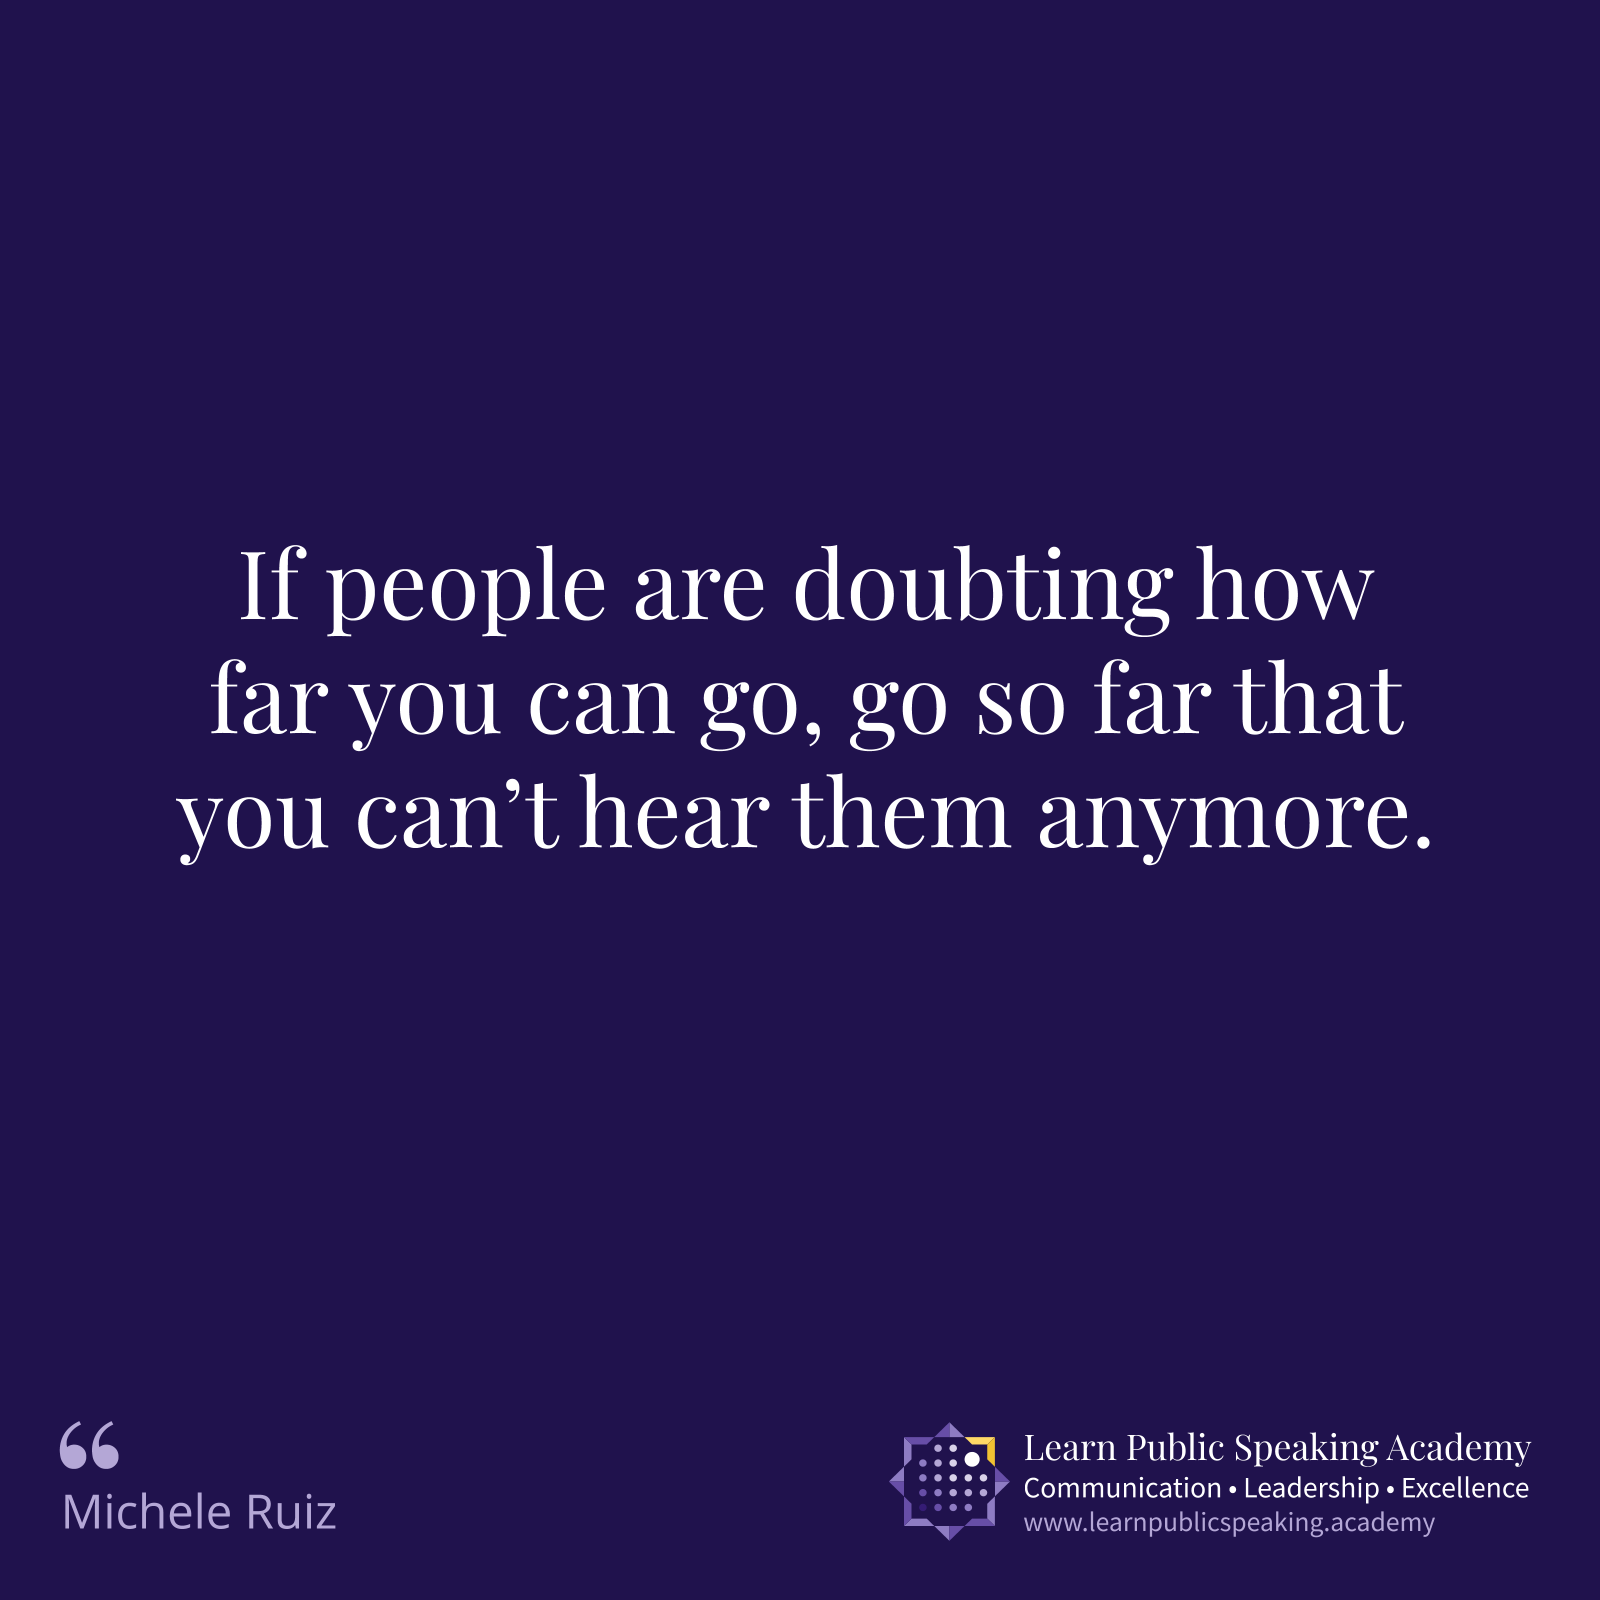 If people are doubting how
far you can go, go so far that
you can’t hear them anymore.
“
Michele Ruiz
Learn Public Speaking Academy
Communication • Leadership • Excellence
www.learnpublicspeaking.academy